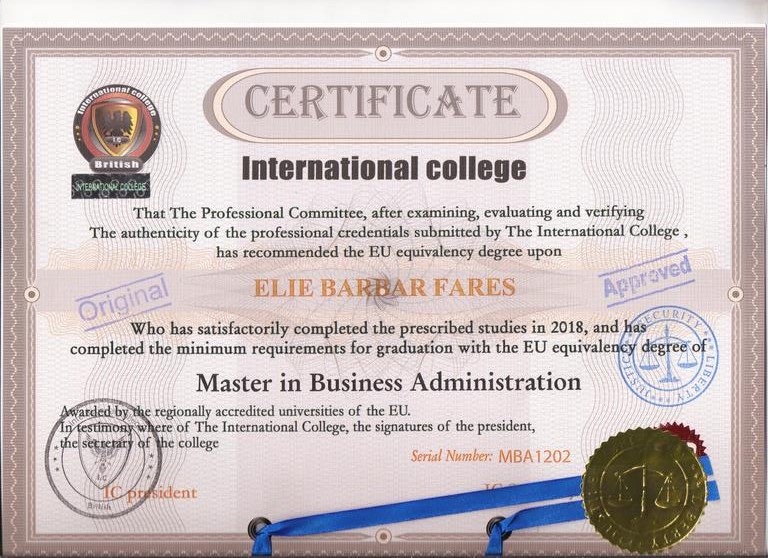 International college
I.C
British
INTERNATIONAL COLLEGE
CERTIFICATE
International college
That The Professional Committee, after examining, evaluating and verifying
The authenticity of the professional credentials submitted by The International College ,
has recommended the EU equivalency degree upon
Original
ELIE BARBAR FARES
Approved
Who has satisfactorily completed the prescribed studies in 2018, and has
completed the minimum requirements for graduation with the EU equivalency degree of
SECURITY
JUSTICE
LIBERTY
Master in Business Administration
Awarded by the regionally accredited universities of the EU.
In testimony where of The International College, the signatures of the president,
the secretary of the college
Serial Number: MBA1202
I.C
British
IC president
IC